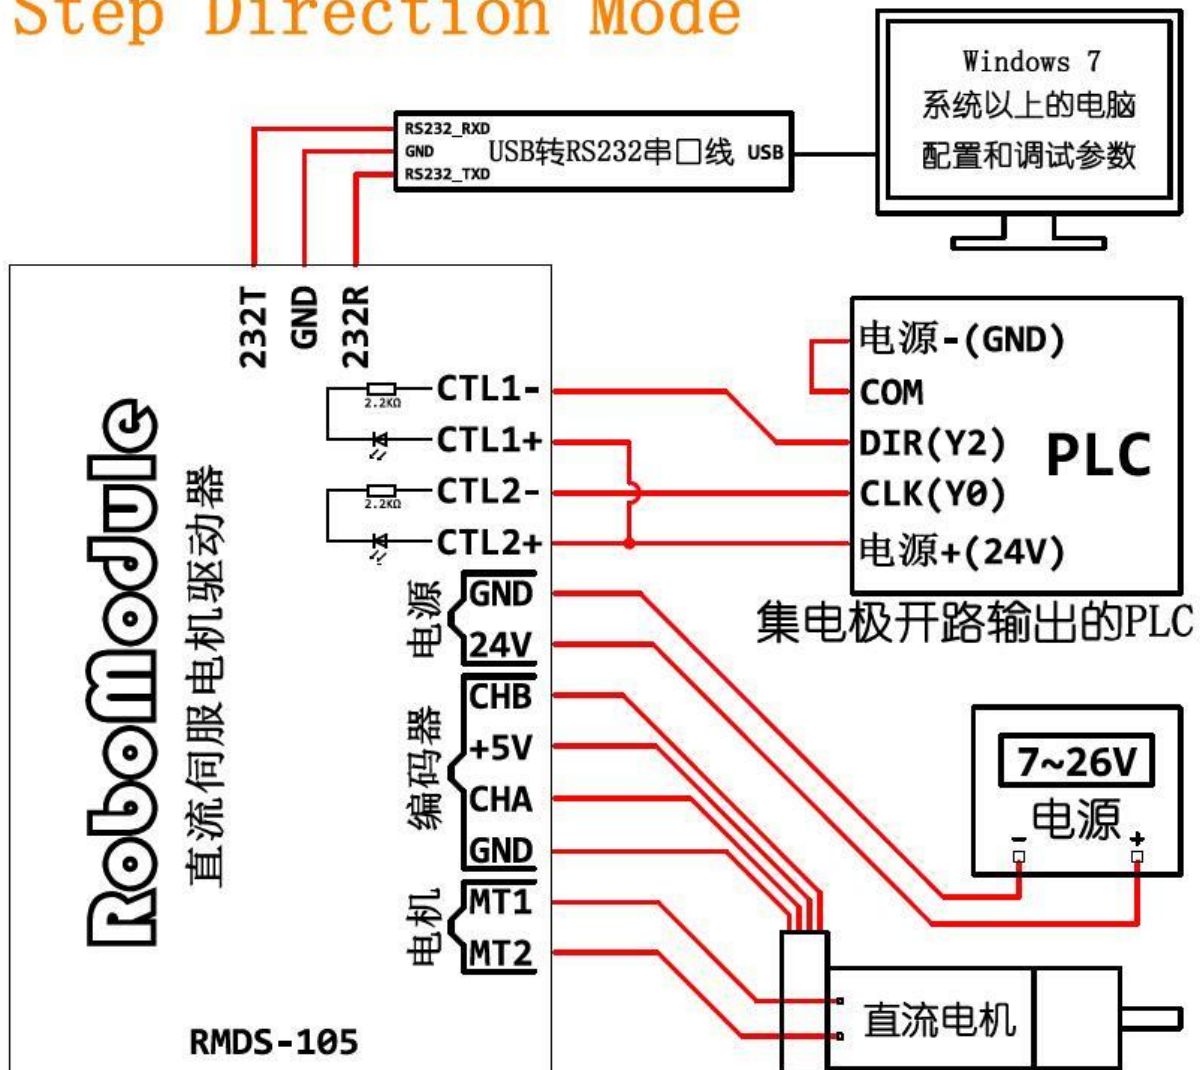 Step Direction Mode
Windows 7
系统以上的电脑
配置和调试参数
RS232_RXD
GND
RS232_TXD
USB转RS232串口线
USB
232T
GND
232R
CTL1-
2.2KΩ
CTL1+
CTL2-
2.2KΩ
CTL2+
电源-(GND)
COM
DIR(Y2)
PLC
CLK(Y0)
电源+(24V)
集电极开路输出的PLC
RoboModule
直流伺服电机驱动器
电源
GND
24V
编码器
CHB
+5V
CHA
GND
电机
MT1
MT2
7~26V
电源
- +
直流电机
RMDS-105